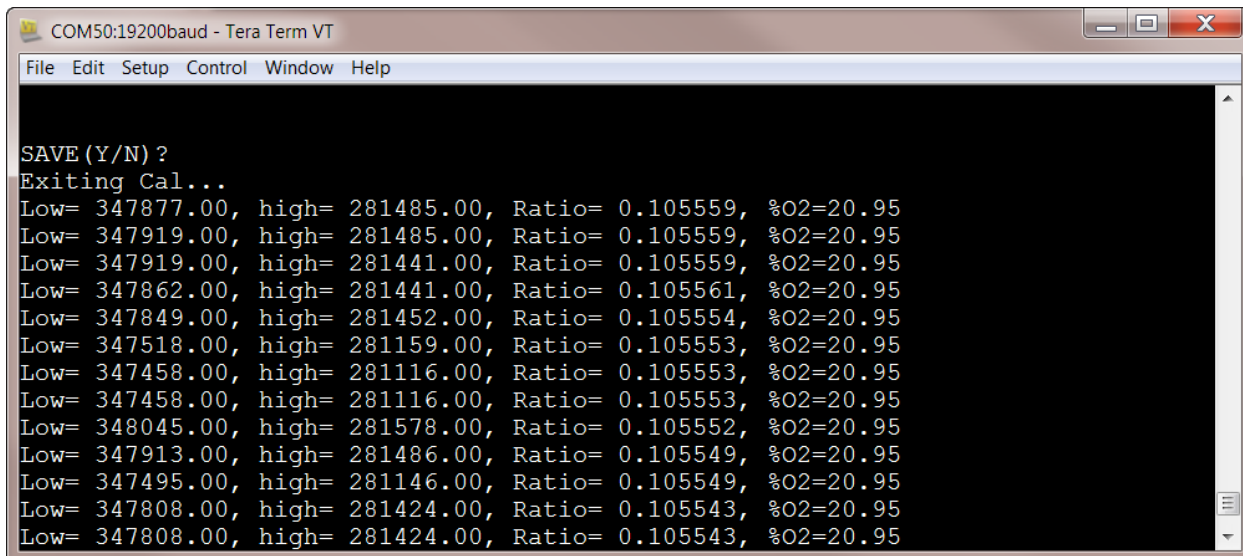 COM50:19200baud - Tera Term VT
File Edit Setup Control Window Help
SAVE(Y/N)?
Exiting Cal...
Low= 347877.00, high= 281485.00, Ratio= 0.105559, %O2=20.95
Low= 347919.00, high= 281485.00, Ratio= 0.105559, %O2=20.95
Low= 347919.00, high= 281441.00, Ratio= 0.105559, %O2=20.95
Low= 347862.00, high= 281441.00, Ratio= 0.105561, %O2=20.95
Low= 347849.00, high= 281452.00, Ratio= 0.105554, %O2=20.95
Low= 347518.00, high= 281159.00, Ratio= 0.105553, %O2=20.95
Low= 347458.00, high= 281116.00, Ratio= 0.105553, %O2=20.95
Low= 347458.00, high= 281116.00, Ratio= 0.105553, %O2=20.95
Low= 348045.00, high= 281578.00, Ratio= 0.105552, %O2=20.95
Low= 347913.00, high= 281486.00, Ratio= 0.105549, %O2=20.95
Low= 347495.00, high= 281146.00, Ratio= 0.105549, %O2=20.95
Low= 347808.00, high= 281424.00, Ratio= 0.105543, %O2=20.95
Low= 347808.00, high= 281424.00, Ratio= 0.105543, %O2=20.95